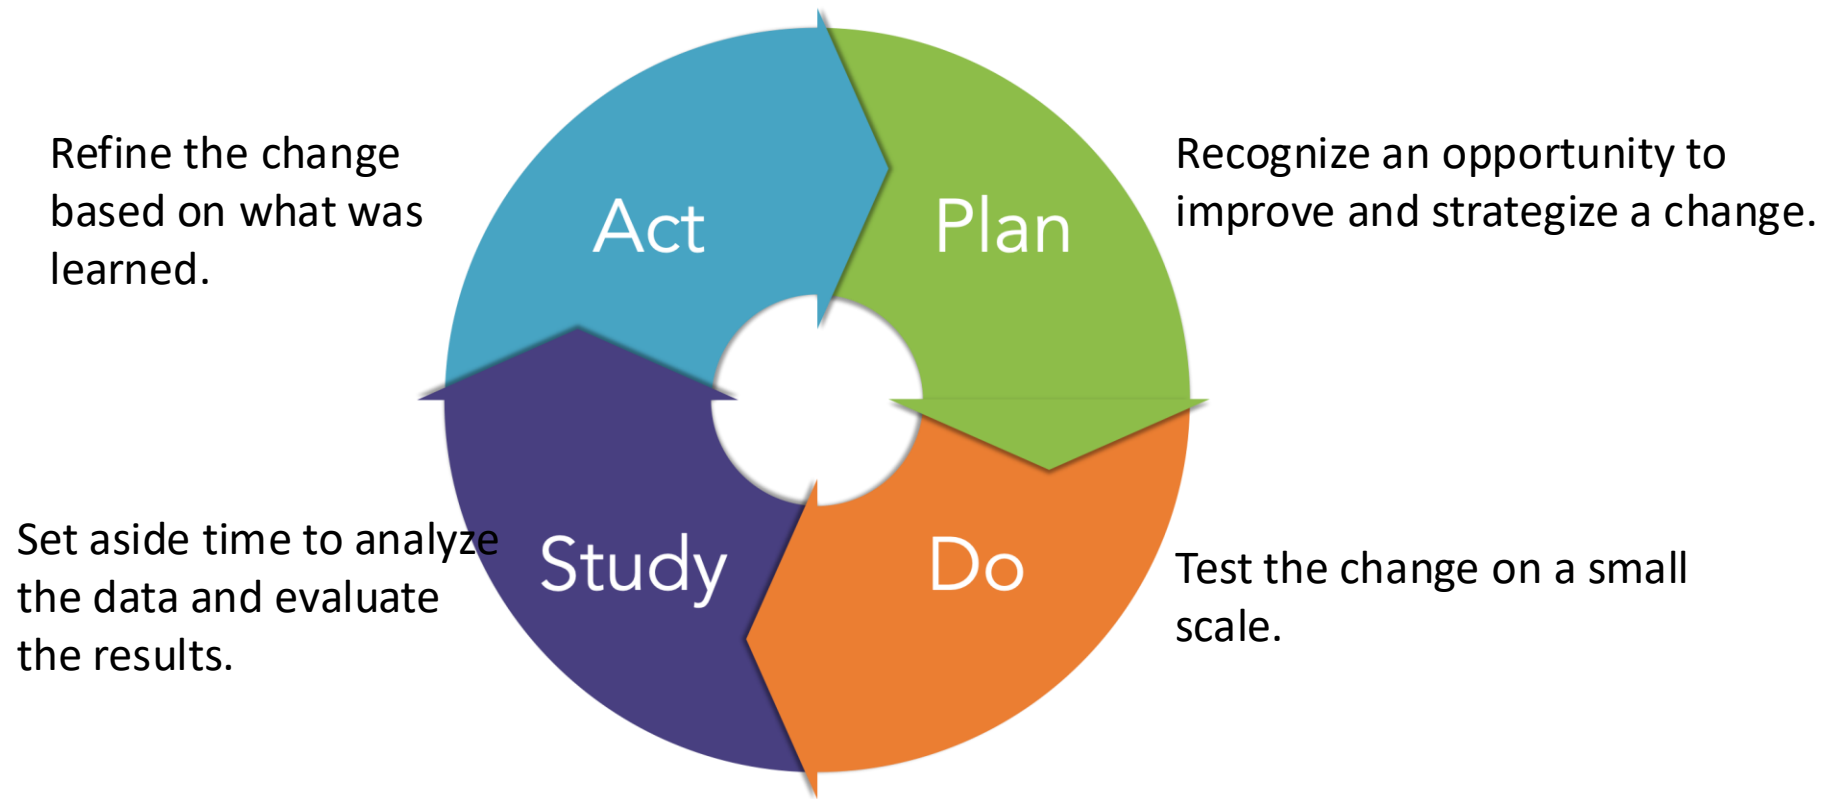 Refine the change
based on what was
learned.
Act
Plan
Recognize an opportunity to
improve and strategize a change.
Set aside time to analyze
the data and evaluate
the results.
Study
Do
Test the change on a small
scale.